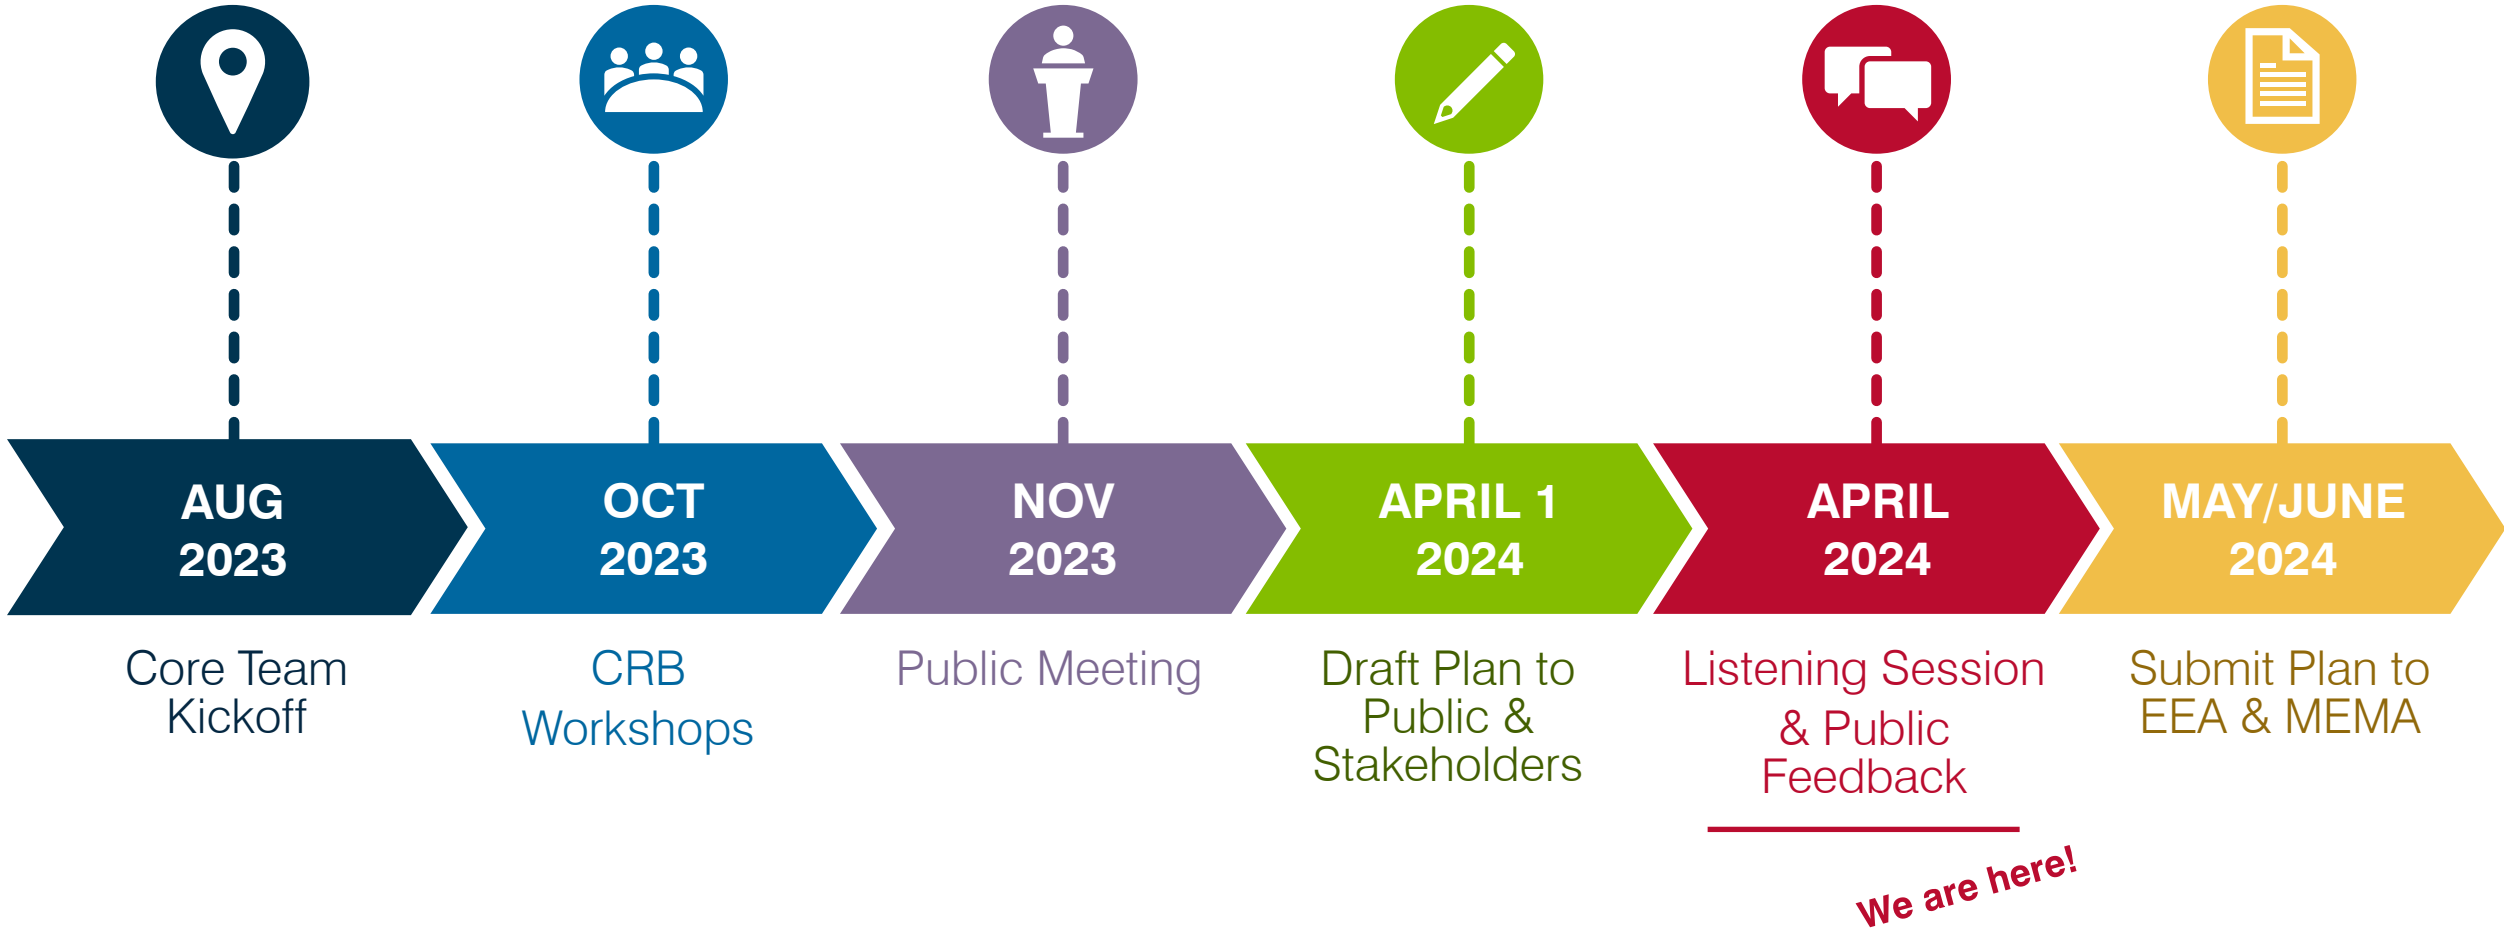 AUG
2023
OCT
2023
NOV
2023
APRIL 1
2024
APRIL
2024
MAY/JUNE
2024
Core Team
Kickoff
CRB
Workshops
Public Meeting
Draft Plan to
Public &
Stakeholders
Listening Session
& Public
Feedback
Submit Plan to
EEA & MEMA
We are here!